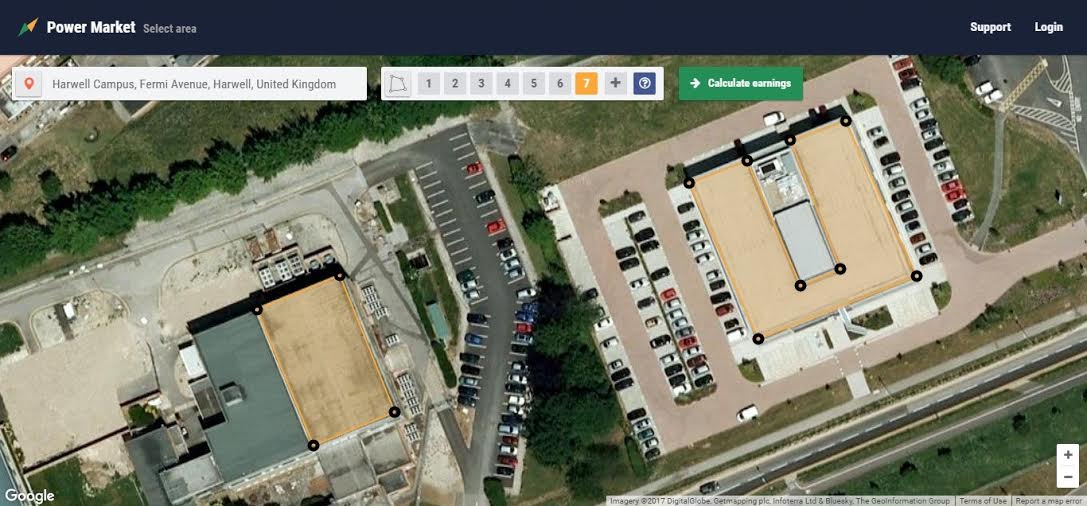 Power Market Select area
Support Login
Harwell Campus, Fermi Avenue, Harwell, United Kingdom
1 2 3 4 5 6 7 + ?
Calculate earnings
+
−
Google
Imagery ©2017 DigitalGlobe, Getmapping plc, Infoterra Ltd & Bluesky, The GeoInformation Group
Terms of Use
Report a map error